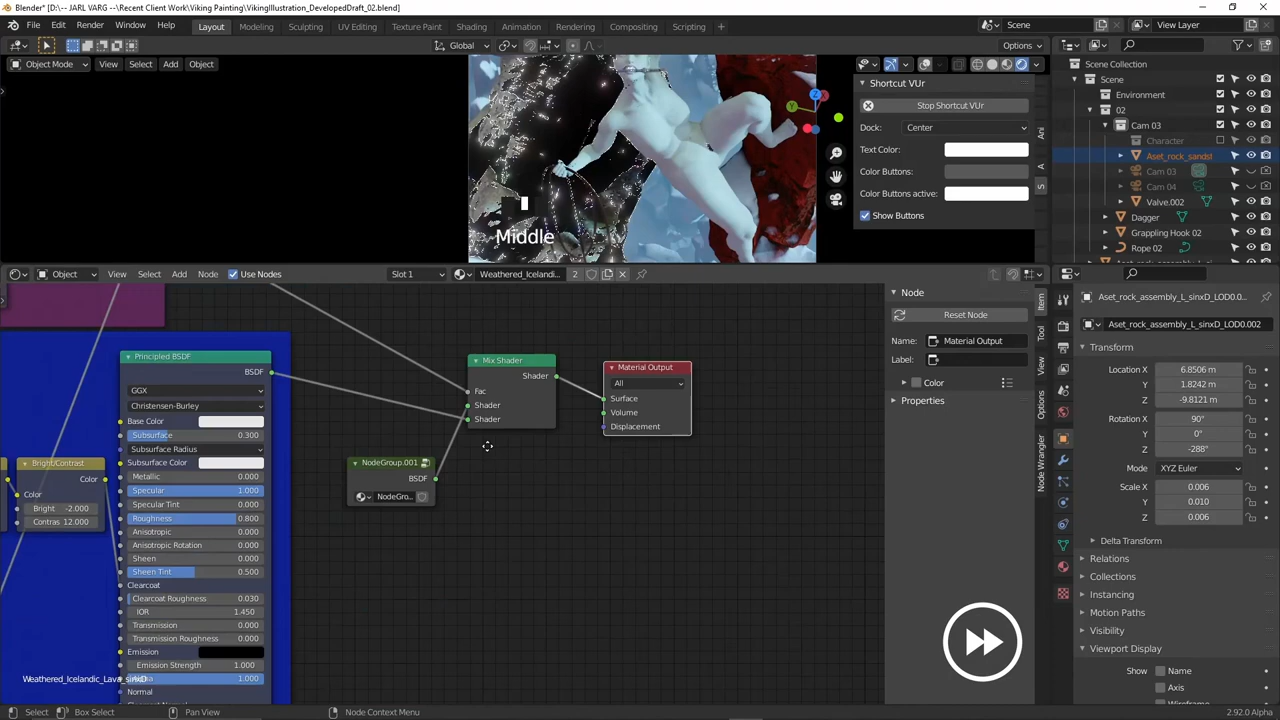 Blender* [D:\-- JARL VARG --\Recent Client Work\Viking Painting\VikingIllustration_DevelopedDraft_02.blend]
File Edit Render Window Help Layout Modeling Sculpting UV Editing Texture Paint Shading Animation Rendering Compositing Scripting + Scene View Layer
Global Options
Object Mode View Select Add Object
Shortcut VUr
Stop Shortcut VUr
Dock: Center
Text Color:
Color Buttons:
Color Buttons active:
Show Buttons
Ani
A
S
Middle
Scene Collection
Scene
Environment
02
Cam 03
Character
Aset_rock_sandst
Cam 03
Cam 04
Valve.002
Dagger
Grappling Hook 02
Rope 02
Object View Select Add Node Use Nodes Slot 1 Weathered_Icelandi... 2
Principled BSDF
BSDF
GGX
Christensen-Burley
Base Color
Subsurface 0.300
Subsurface Radius
Subsurface Color
Metallic 0.000
Specular 1.000
Specular Tint 0.000
Roughness 0.800
Anisotropic 0.000
Anisotropic Rotation 0.000
Sheen 0.000
Sheen Tint 0.500
Clearcoat 0.000
Clearcoat Roughness 0.030
IOR 1.450
Transmission 0.000
Transmission Roughness 0.000
Emission
Emission Strength 1.000
1.000
Normal
Bright/Contrast
Color
Color
Bright -2.000
Contras 12.000
Weathered_Icelandic_Lava_sinxD
Mix Shader
Shader
Fac
Shader
Shader
NodeGroup.001
BSDF
NodeGro...
Material Output
All
Surface
Volume
Displacement
Node
Reset Node
Name: Material Output
Label:
Color
Properties
Item
Tool
View
Options
Node Wrangler
Aset_rock_assembly_L_sinxD_LOD0.0...
Aset_rock_assembly_L_sinxD_LOD0.002
Transform
Location X 6.8506 m
Y 1.8242 m
Z -9.8121 m
Rotation X 90°
Y 0°
Z -288°
Mode XYZ Euler
Scale X 0.006
Y 0.010
Z 0.006
Delta Transform
Relations
Collections
Instancing
Motion Paths
Visibility
Viewport Display
Show Name
Axis
Select Box Select Pan View Node Context Menu 2.92.0 Alpha